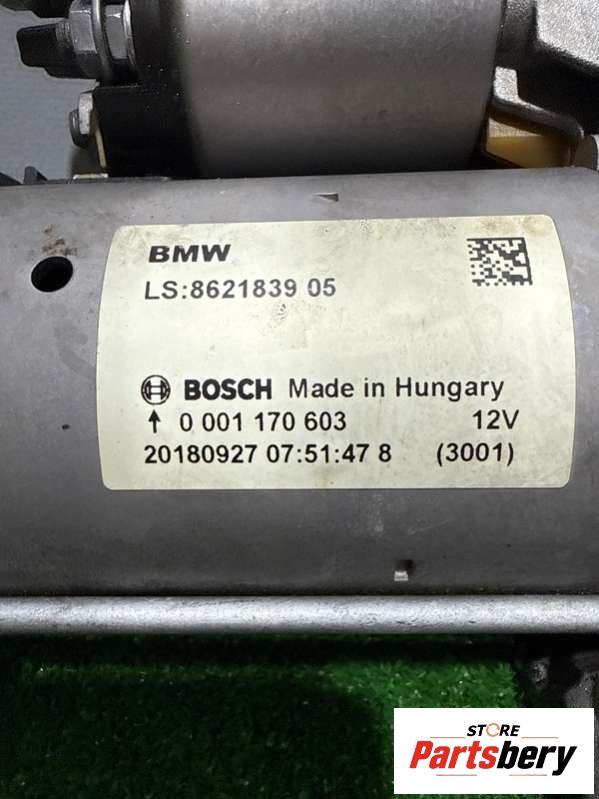 BMW
LS:8621839 05
BOSCH Made in Hungary
0 001 170 603 12V
20180927 07:51:47 8 (3001)
STORE
Partsbery